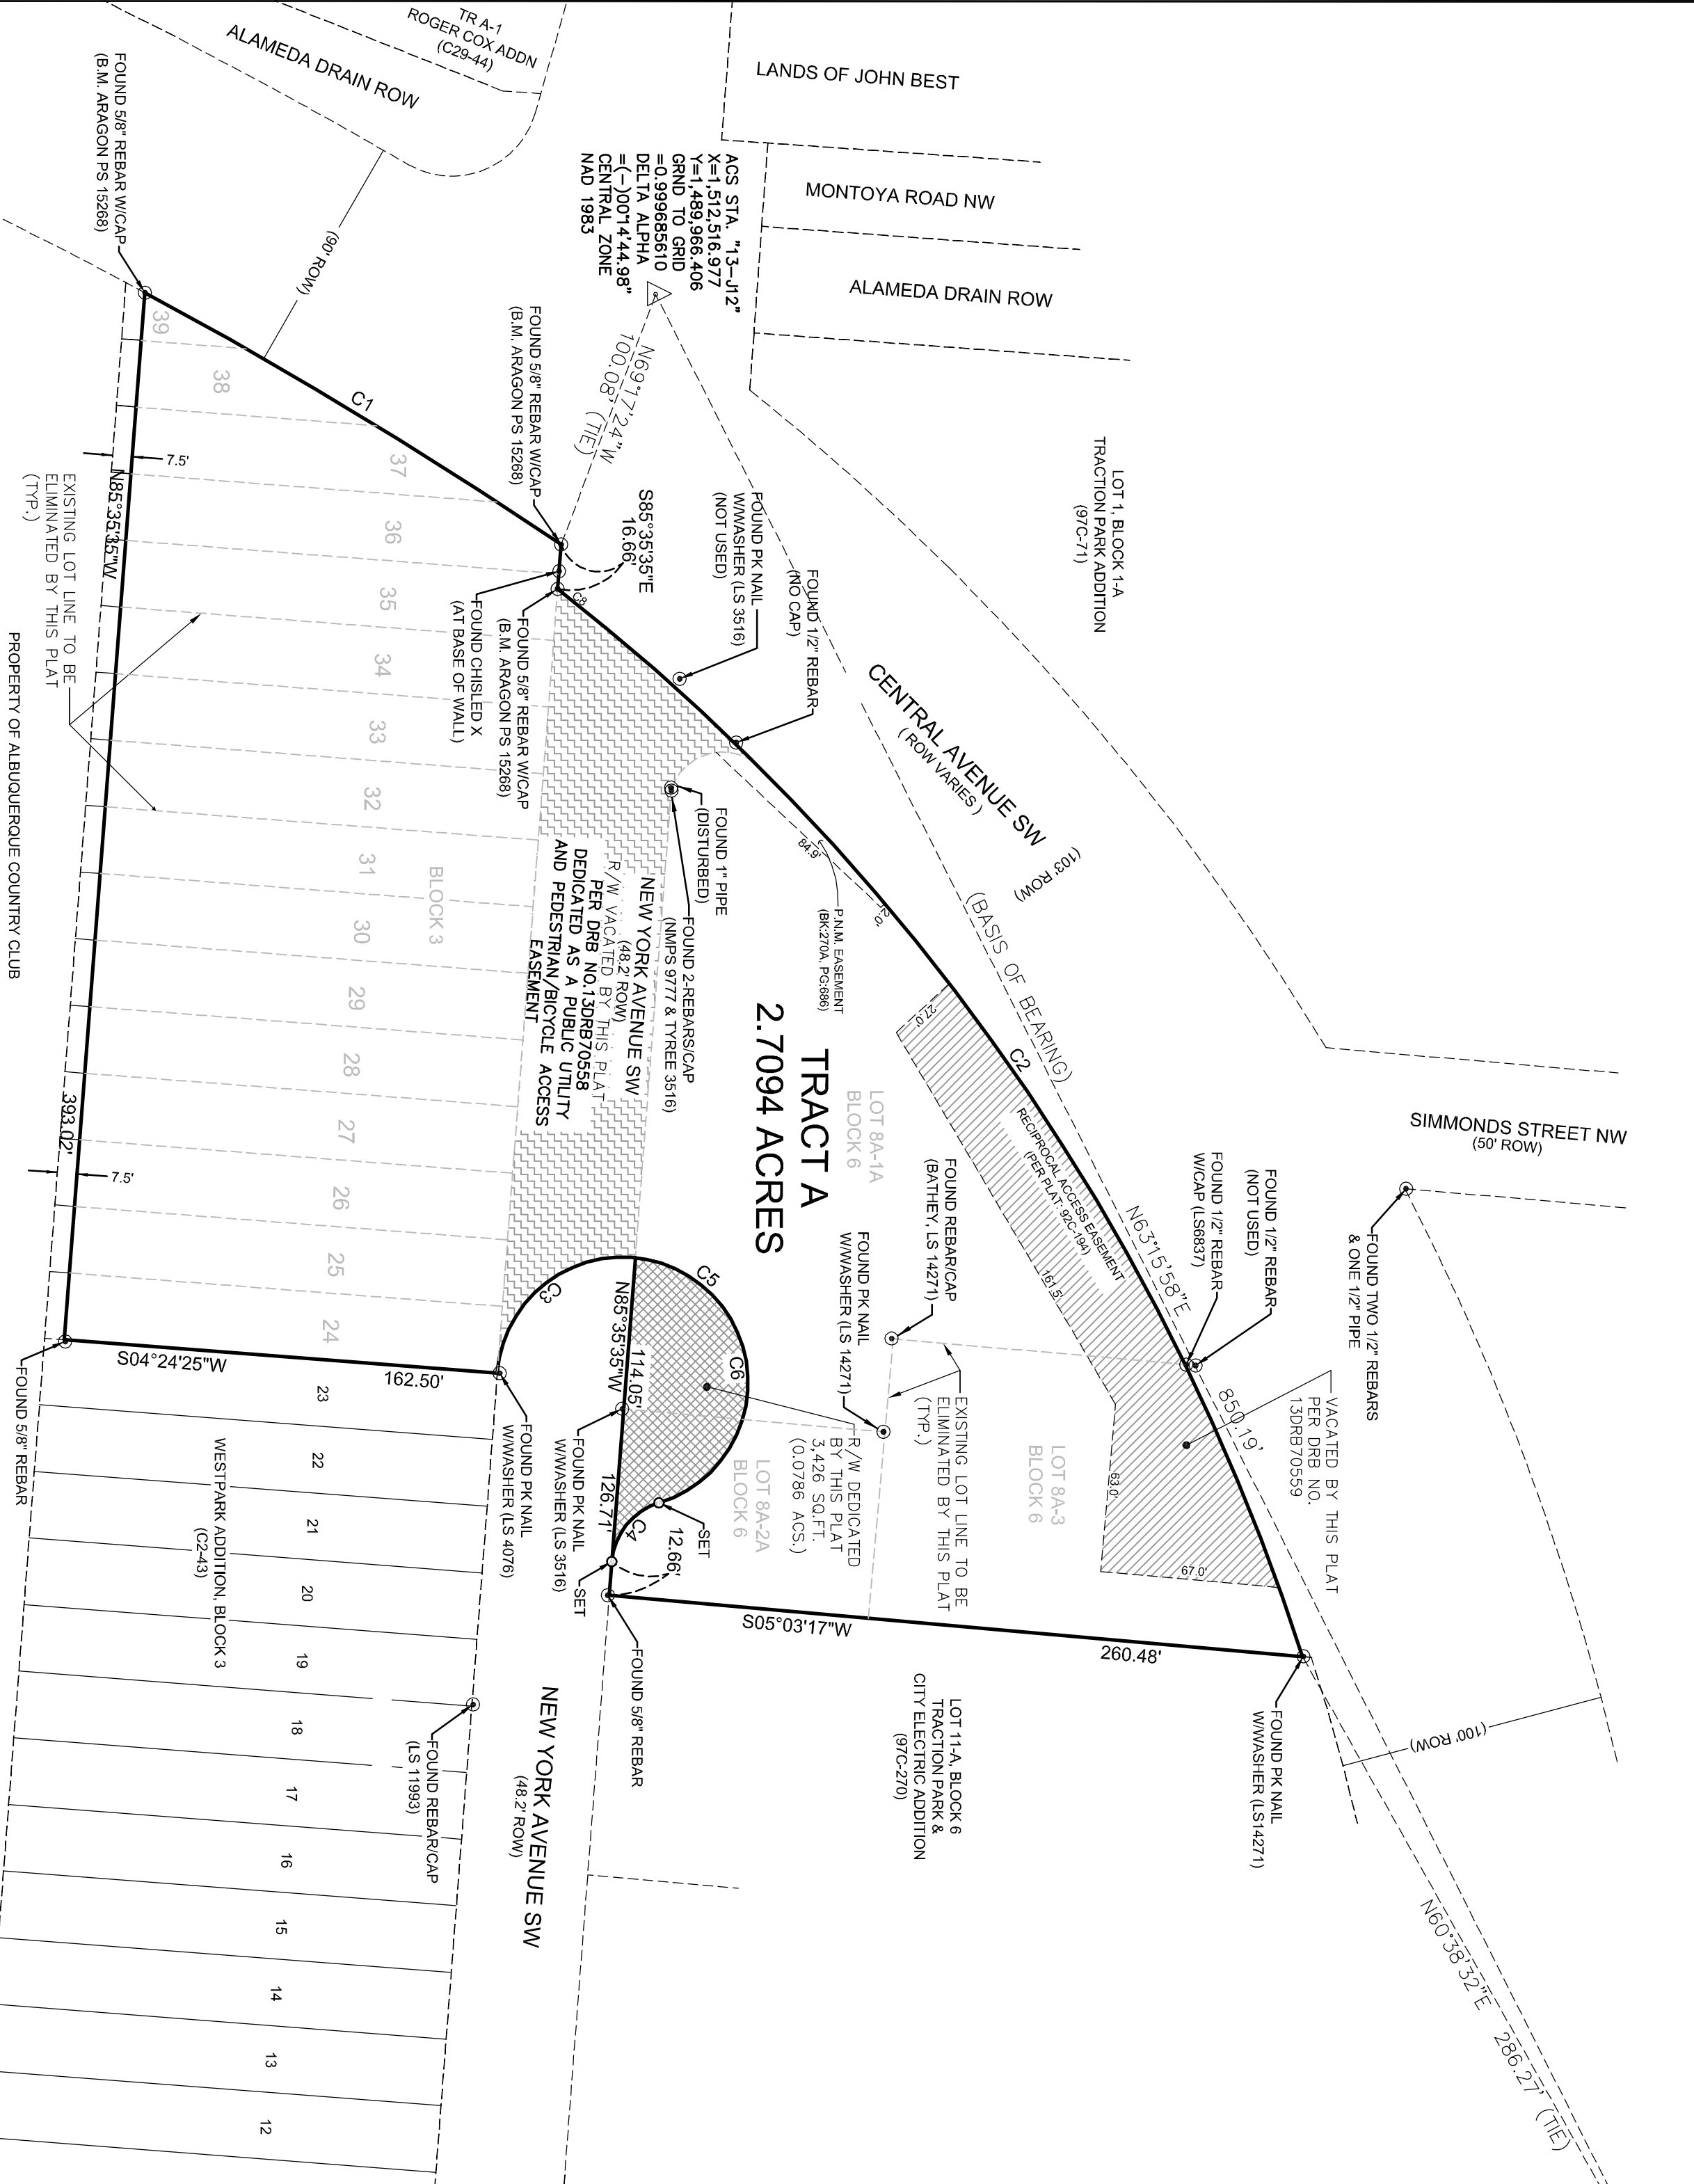 TR A-1
ROGER COX ADDN
(C29-44)
ALAMEDA DRAIN ROW
LANDS OF JOHN BEST
MONTOYA ROAD NW
ALAMEDA DRAIN ROW
FOUND 5/8" REBAR W/CAP
(B.M. ARAGON PS 15268)
(90' ROW)
ACS STA. "13-J12"
X=1,512,516.977
Y=1,489,966.406
GRND TO GRID
=0.999685610
DELTA ALPHA
=(-)00°14'44.98"
CENTRAL ZONE
NAD 1983
N69°17'24"W
100.08' (TIE)
FOUND 5/8" REBAR W/CAP
(B.M. ARAGON PS 15268)
S85°35'35"E
16.66'
LOT 1, BLOCK 1-A
TRACTION PARK ADDITION
(97C-71)
FOUND PK NAIL
W/WASHER (LS 3516)
(NOT USED)
FOUND 1/2" REBAR
(NO CAP)
CENTRAL AVENUE SW
( ROW VARIES )
(103' ROW)
(BASIS OF BEARING)
N63°15'58"E
850.19'
SIMMONDS STREET NW
(50' ROW)
FOUND TWO 1/2" REBARS
& ONE 1/2" PIPE
FOUND 1/2" REBAR
(NOT USED)
FOUND 1/2" REBAR
W/CAP (LS6837)
VACATED BY THIS PLAT
PER DRB NO.
13DRB70559
C1
C8
C2
39
38
37
36
35
34
33
32
31
30
29
28
27
26
25
24
BLOCK 3
7.5'
N85°35'35"W
393.02'
7.5'
EXISTING LOT LINE TO BE
ELIMINATED BY THIS PLAT
(TYP.)
PROPERTY OF ALBUQUERQUE COUNTRY CLUB
FOUND 5/8" REBAR W/CAP
(B.M. ARAGON PS 15268)
FOUND CHISLED X
(AT BASE OF WALL)
FOUND 1" PIPE
(DISTURBED)
FOUND 2-REBARS/CAP
(NMPS 9777 & TYREE 3516)
84.9'
P.N.M. EASEMENT
(BK:270A, PG:686)
NEW YORK AVENUE SW
(48.2' ROW)
R/W VACATED BY THIS PLAT
PER DRB NO.13DRB70558
DEDICATED AS A PUBLIC UTILITY
AND PEDESTRIAN/BICYCLE ACCESS
EASEMENT
TRACT A
2.7094 ACRES
LOT 8A-1A
BLOCK 6
27.0'
RECIPROCAL ACCESS EASEMENT
(PER PLAT: 92C-194)
161.5'
63.0'
67.0'
FOUND REBAR/CAP
(BATHEY, LS 14271)
FOUND PK NAIL
W/WASHER (LS 14271)
EXISTING LOT LINE TO BE
ELIMINATED BY THIS PLAT
(TYP.)
LOT 8A-3
BLOCK 6
LOT 8A-2A
BLOCK 6
R/W DEDICATED
BY THIS PLAT
3,426 SQ.FT.
(0.0786 ACS.)
C3
C5
C6
C4
N85°35'35"W
114.05'
126.71'
12.66'
SET
SET
FOUND PK NAIL
W/WASHER (LS 3516)
FOUND PK NAIL
W/WASHER (LS 4076)
S04°24'25"W
162.50'
FOUND 5/8" REBAR
S05°03'17"W
260.48'
FOUND 5/8" REBAR
FOUND PK NAIL
W/WASHER (LS14271)
(100' ROW)
LOT 11-A, BLOCK 6
TRACTION PARK &
CITY ELECTRIC ADDITION
(97C-270)
N60°38'32"E 286.27' (TIE)
NEW YORK AVENUE SW
(48.2' ROW)
FOUND REBAR/CAP
(LS 11993)
WESTPARK ADDITION, BLOCK 3
(C2-43)
23
22
21
20
19
18
17
16
15
14
13
12